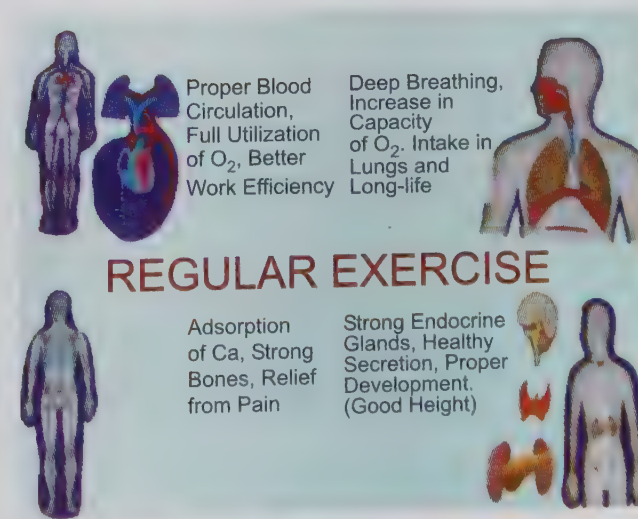 Proper Blood
Circulation,
Full Utilization
of O₂, Better
Work Efficiency
Deep Breathing,
Increase in
Capacity
of O₂. Intake in
Lungs and
Long-life
REGULAR EXERCISE
Adsorption
of Ca, Strong
Bones, Relief
from Pain
Strong Endocrine
Glands, Healthy
Secretion, Proper
Development.
(Good Height)